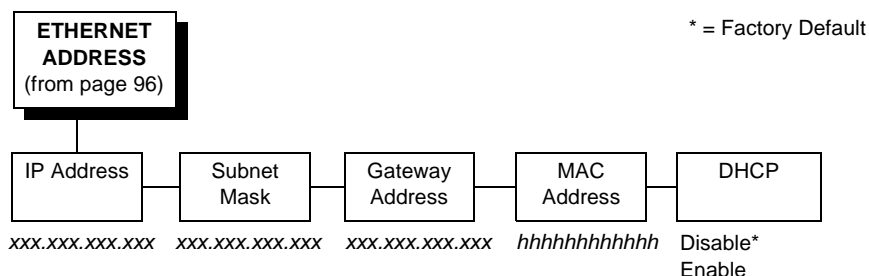 ETHERNET
ADDRESS
(from page 96)
* = Factory Default
IP Address
Subnet
Mask
Gateway
Address
MAC
Address
DHCP
xxx.xxx.xxx.xxx
xxx.xxx.xxx.xxx
xxx.xxx.xxx.xxx
hhhhhhhhhhhh
Disable*
Enable